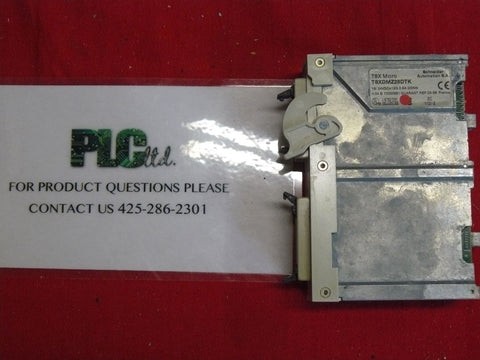 PLC ltd.
FOR PRODUCT QUESTIONS PLEASE
CONTACT US 425-286-2301
TSX Micro
Schneider
Automation S.A.
TSXDMZ28DTK